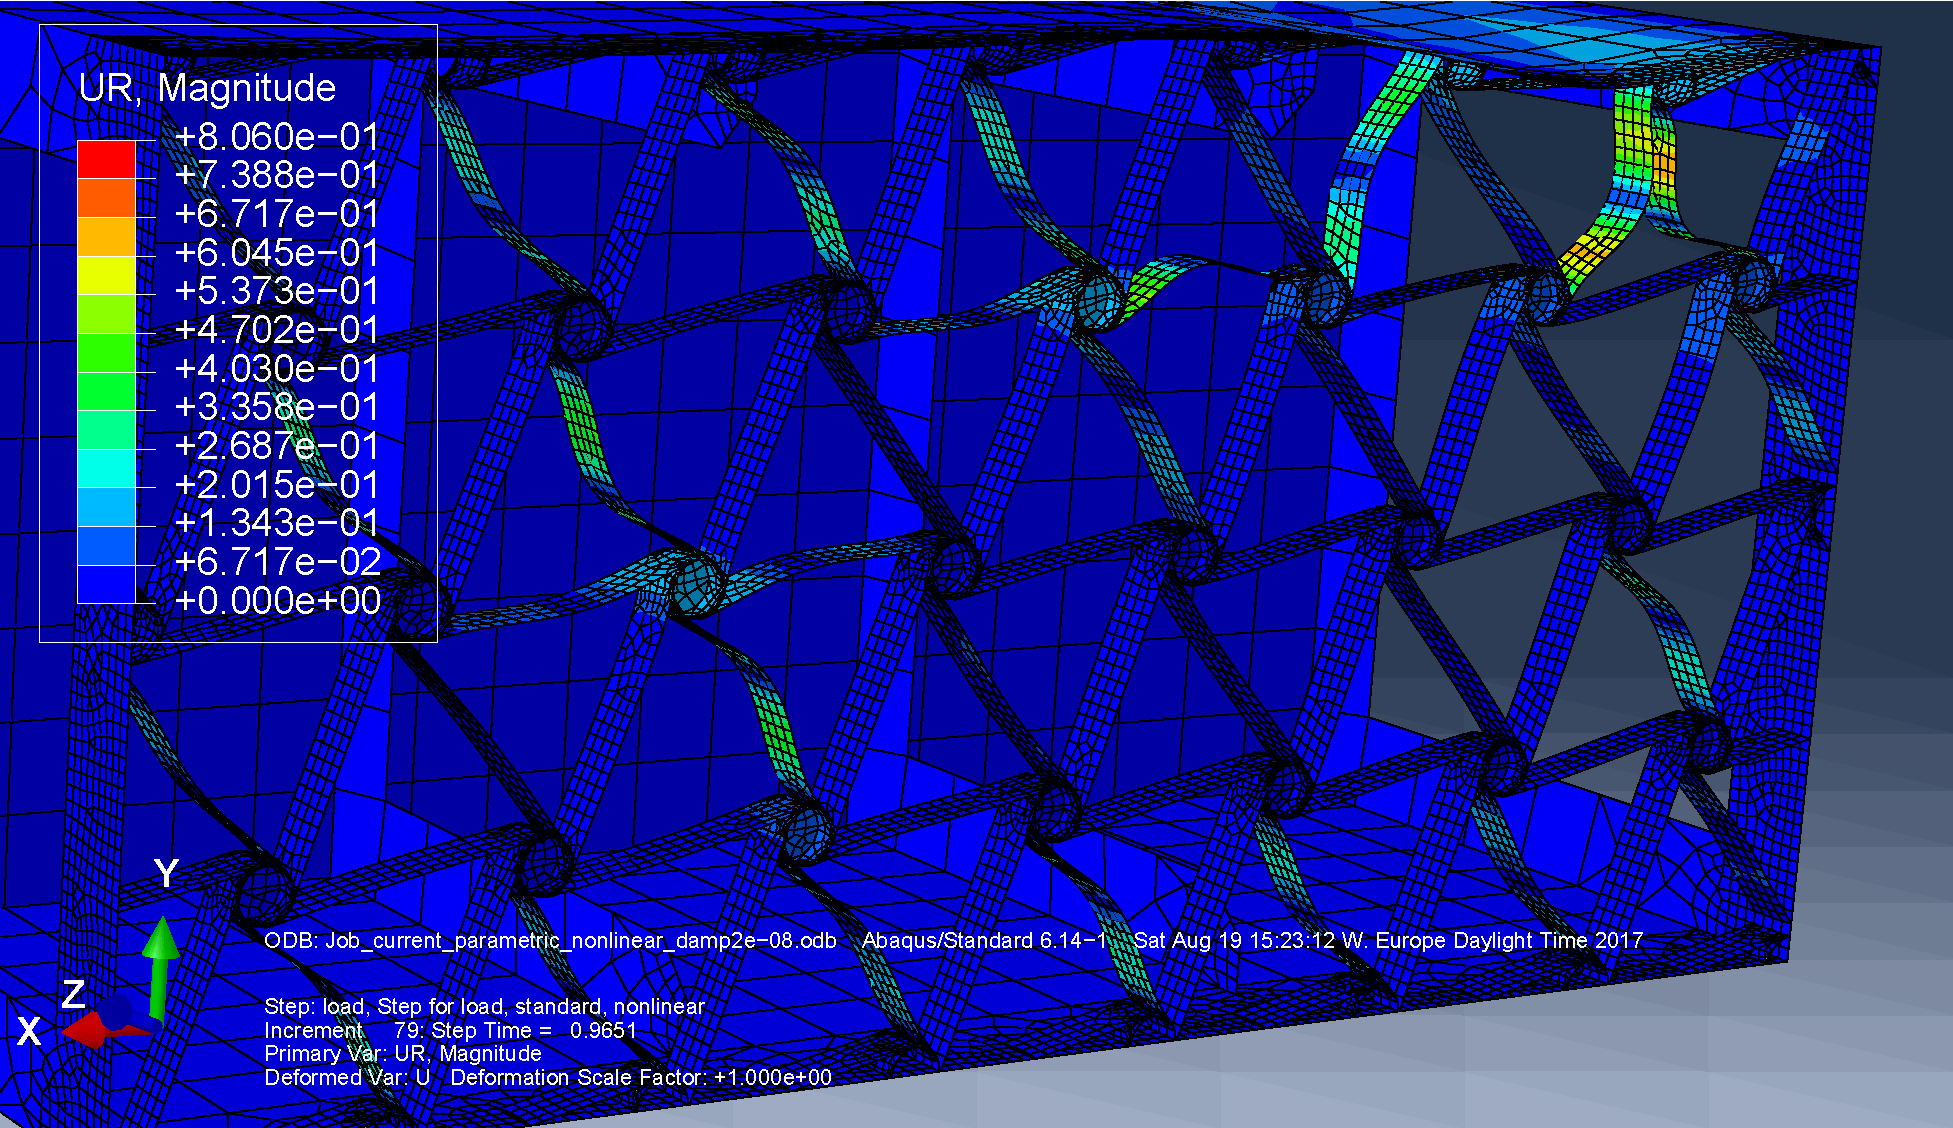 UR, Magnitude
+8.060e−01
+7.388e−01
+6.717e−01
+6.045e−01
+5.373e−01
+4.702e−01
+4.030e−01
+3.358e−01
+2.687e−01
+2.015e−01
+1.343e−01
+6.717e−02
+0.000e+00
Y
Z
X
ODB: Job_current_parametric_nonlinear_damp2e−08.odb Abaqus/Standard 6.14−1 Sat Aug 19 15:23:12 W. Europe Daylight Time 2017
Step: load, Step for load, standard, nonlinear
Increment 79: Step Time = 0.9651
Primary Var: UR, Magnitude
Deformed Var: U Deformation Scale Factor: +1.000e+00